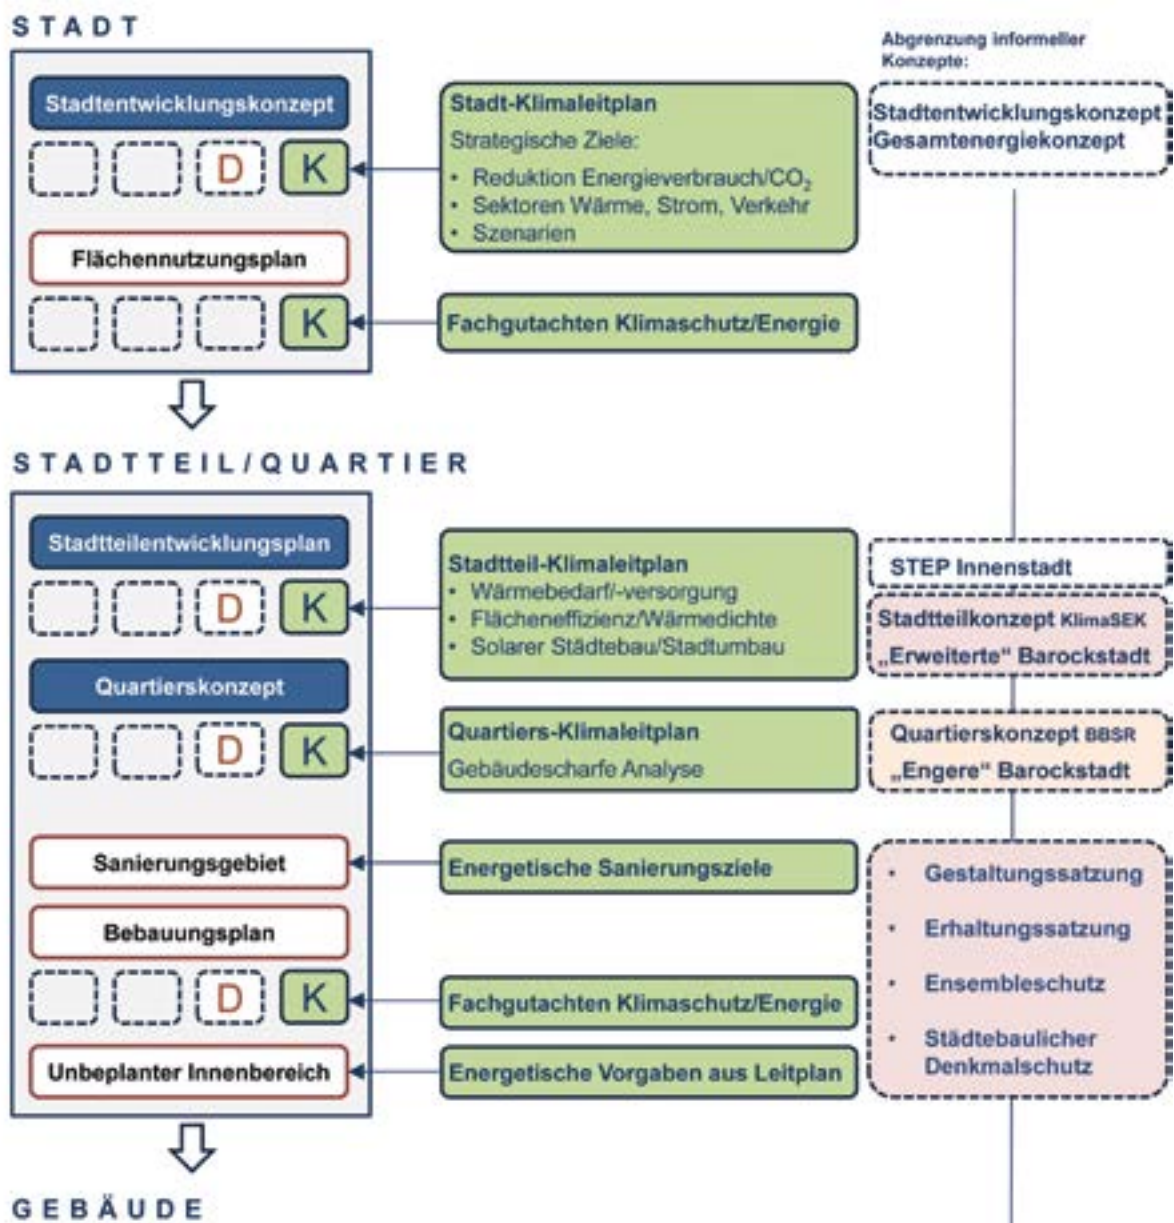 STADT
Abgrenzung informeller
Konzepte:
Stadtentwicklungskonzept
D K
Flächennutzungsplan
K
Stadt-Klimaleitplan
Strategische Ziele:
• Reduktion Energieverbrauch/CO₂
• Sektoren Wärme, Strom, Verkehr
• Szenarien
Fachgutachten Klimaschutz/Energie
Stadtentwicklungskonzept
Gesamtenergiekonzept
STADTTEIL/QUARTIER
Stadtteilentwicklungsplan
D K
Quartierskonzept
D K
Sanierungsgebiet
Bebauungsplan
D K
Unbeplanter Innenbereich
Stadtteil-Klimaleitplan
• Wärmebedarf/-versorgung
• Flächeneffizienz/Wärmedichte
• Solarer Städtebau/Stadtumbau
Quartiers-Klimaleitplan
Gebäudescharfe Analyse
Energetische Sanierungsziele
Fachgutachten Klimaschutz/Energie
Energetische Vorgaben aus Leitplan
STEP Innenstadt
Stadtteilkonzept KlimaSEK
„Erweiterte“ Barockstadt
Quartierskonzept BBSR
„Engere“ Barockstadt
• Gestaltungssatzung
• Erhaltungssatzung
• Ensembleschutz
• Städtebaulicher
Denkmalschutz
GEBÄUDE